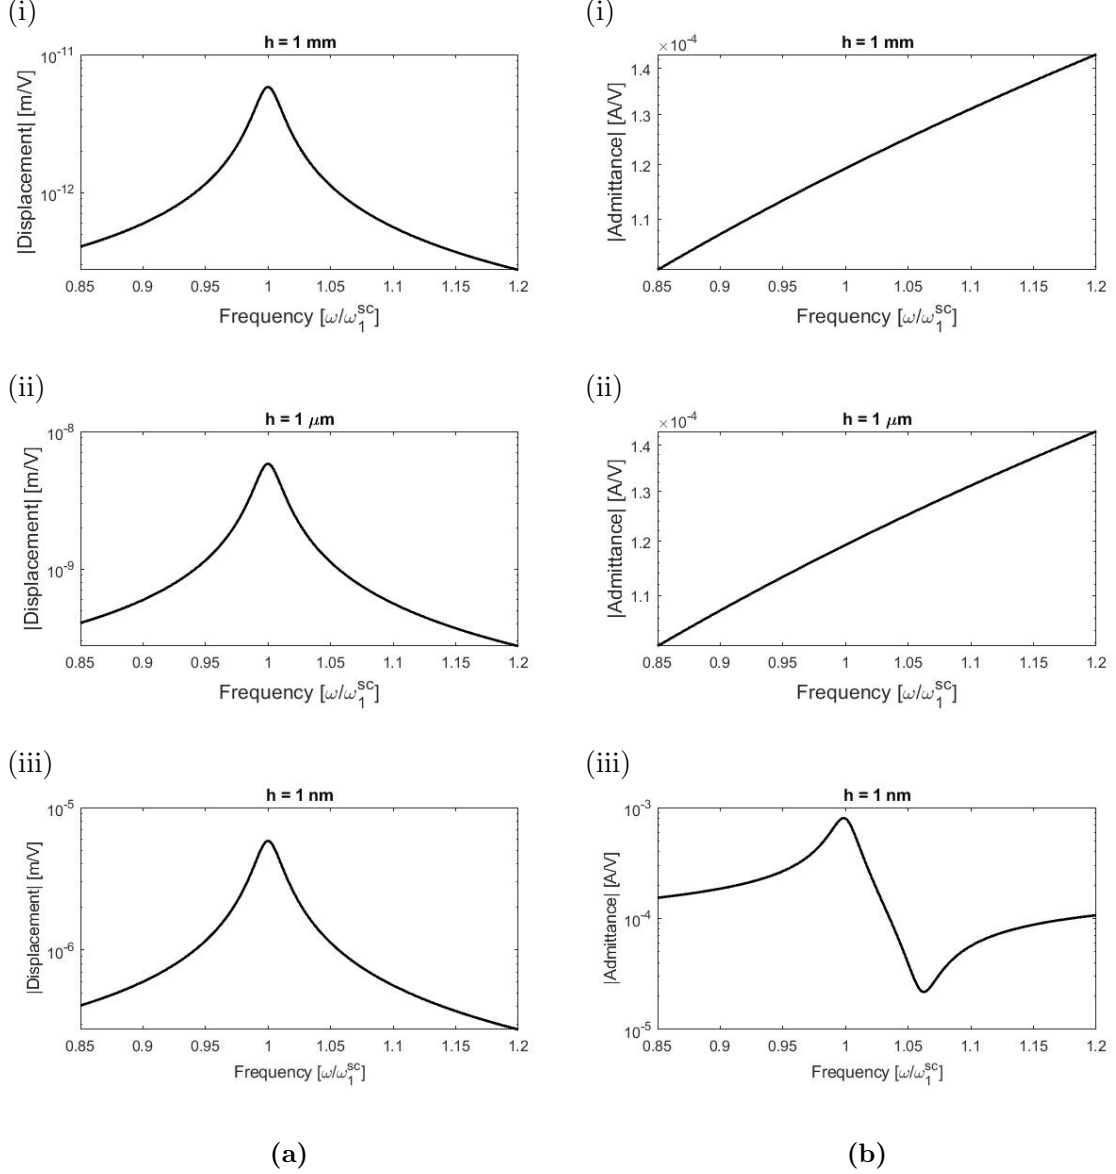 (i)
h = 1 mm
|Displacement| [m/V]
10^-11
10^-12
0.85 0.9 0.95 1 1.05 1.1 1.15 1.2
Frequency [ω/ω_1^sc]
(i)
×10^-4
h = 1 mm
|Admittance| [A/V]
1.4
1.3
1.2
1.1
0.85 0.9 0.95 1 1.05 1.1 1.15 1.2
Frequency [ω/ω_1^sc]
(ii)
h = 1 μm
|Displacement| [m/V]
10^-8
10^-9
0.85 0.9 0.95 1 1.05 1.1 1.15 1.2
Frequency [ω/ω_1^sc]
(ii)
×10^-4
h = 1 μm
|Admittance| [A/V]
1.4
1.3
1.2
1.1
0.85 0.9 0.95 1 1.05 1.1 1.15 1.2
Frequency [ω/ω_1^sc]
(iii)
h = 1 nm
|Displacement| [m/V]
10^-5
10^-6
0.85 0.9 0.95 1 1.05 1.1 1.15 1.2
Frequency [ω/ω_1^sc]
(iii)
h = 1 nm
|Admittance| [A/V]
10^-3
10^-4
10^-5
0.85 0.9 0.95 1 1.05 1.1 1.15 1.2
Frequency [ω/ω_1^sc]
(a)
(b)